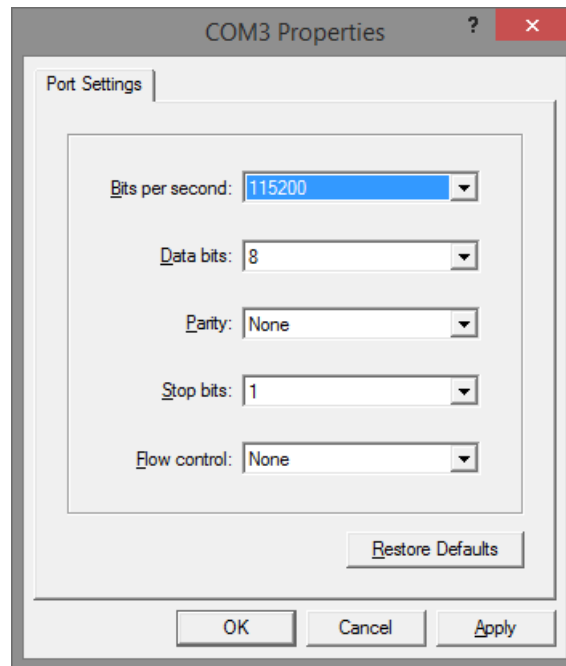 COM3 Properties ? ×
Port Settings
Bits per second: 115200
Data bits: 8
Parity: None
Stop bits: 1
Flow control: None
Restore Defaults
OK Cancel Apply